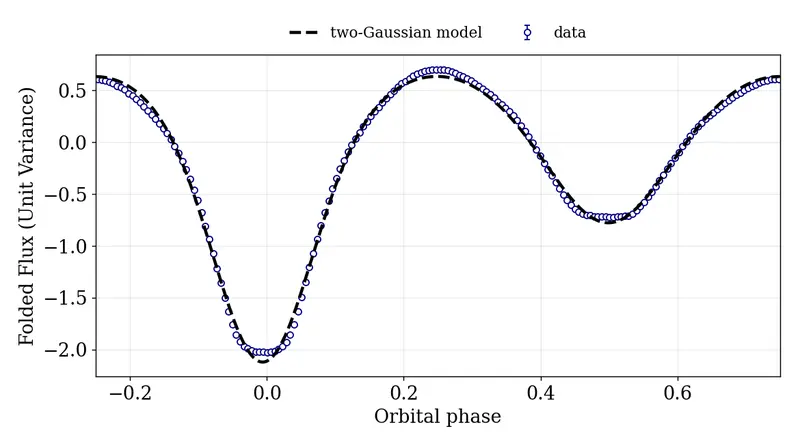 two-Gaussian model
data
Folded Flux (Unit Variance)
0.5
0.0
−0.5
−1.0
−1.5
−2.0
−0.2
0.0
0.2
0.4
0.6
Orbital phase